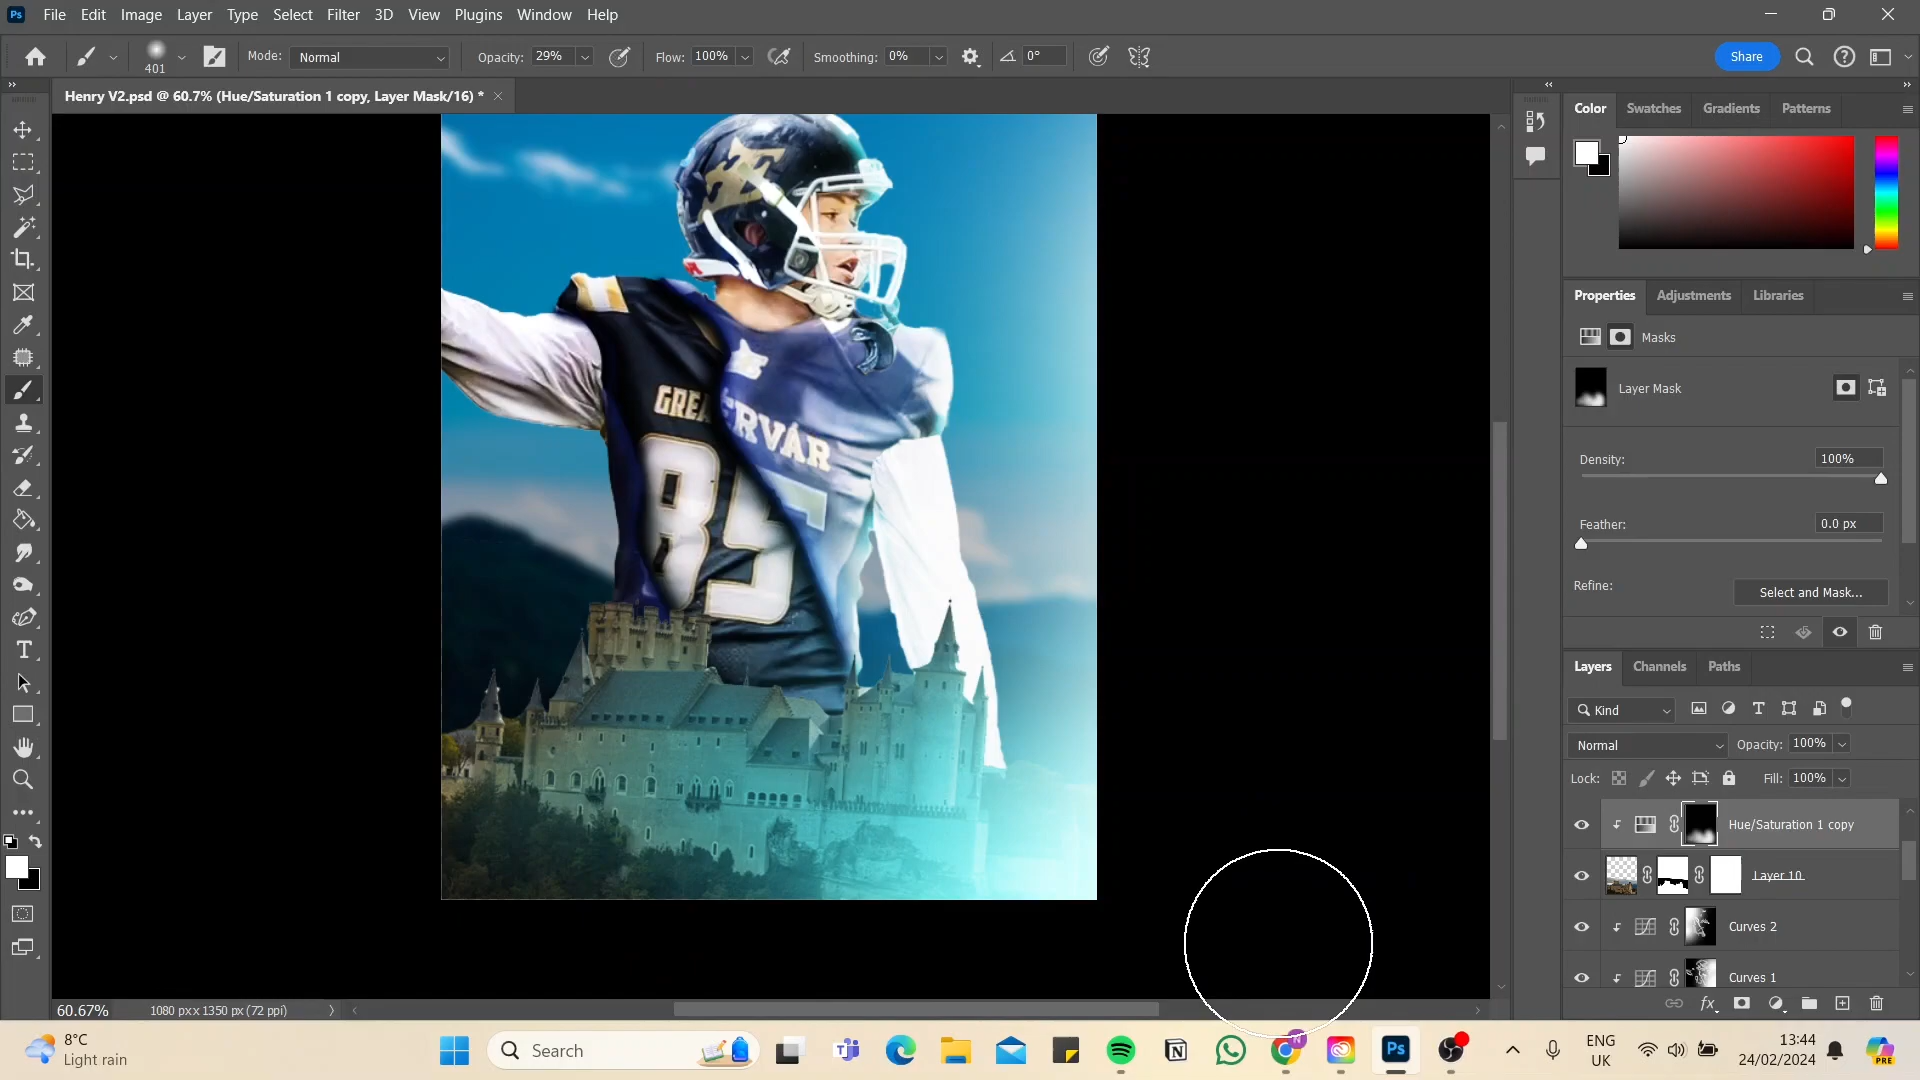 Ps File Edit Image Layer Type Select Filter 3D View Plugins Window Help
401 Mode: Normal Opacity: 29% Flow: 100% Smoothing: 0% 0° Share
Henry V2.psd @ 60.7% (Hue/Saturation 1 copy, Layer Mask/16) * ×
Color Swatches Gradients Patterns
Properties Adjustments Libraries
Masks
Layer Mask
Density: 100%
Feather: 0.0 px
Refine: Select and Mask...
Layers Channels Paths
Kind
Normal Opacity: 100%
Lock: Fill: 100%
Hue/Saturation 1 copy
Layer 10
Curves 2
Curves 1
fx
GREA
ERVÁR
85
60.67% 1080 px x 1350 px (72 ppi)
8°C
Light rain
Search
Ps
ENG
UK
13:44
24/02/2024
PRE